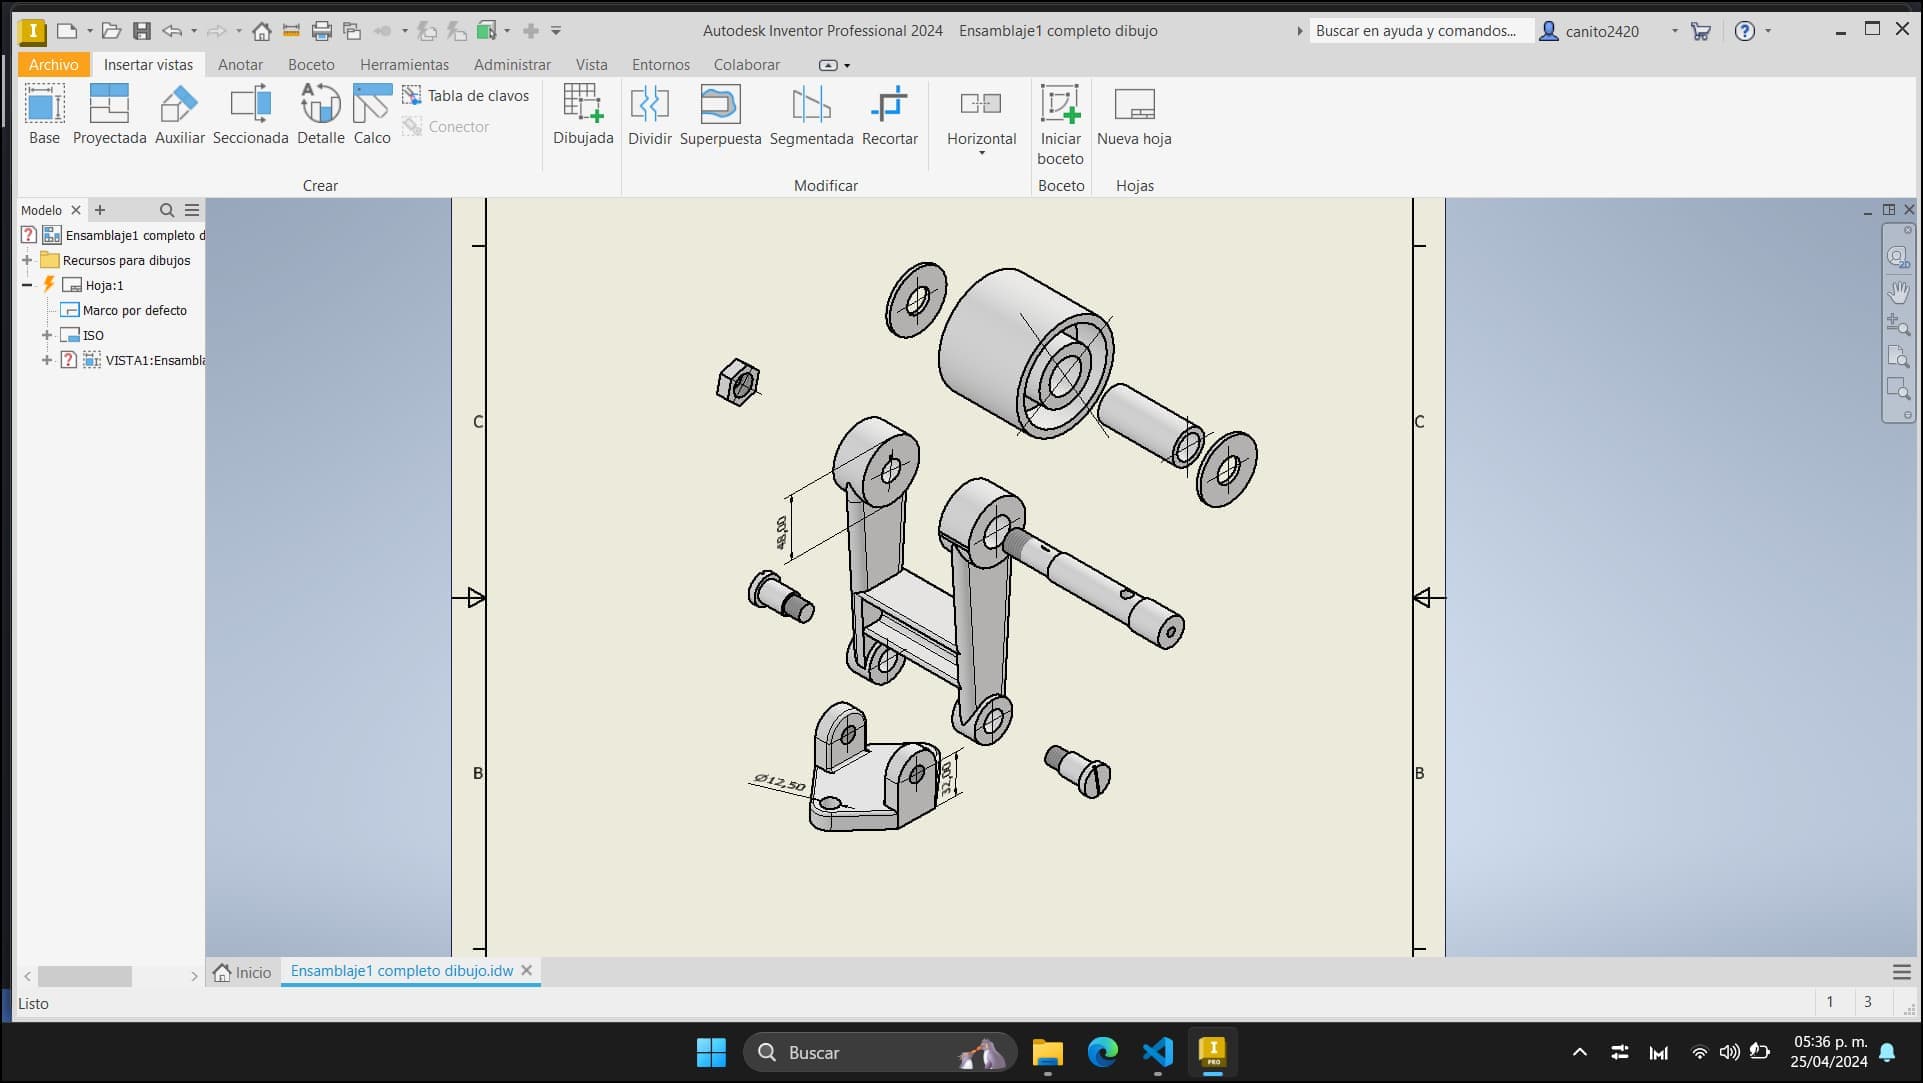 I
Autodesk Inventor Professional 2024 Ensamblaje1 completo dibujo
Buscar en ayuda y comandos...
canito2420
?
Archivo
Insertar vistas
Anotar
Boceto
Herramientas
Administrar
Vista
Entornos
Colaborar
Base
Proyectada
Auxiliar
Seccionada
Detalle
Calco
Tabla de clavos
Conector
Dibujada
Dividir
Superpuesta
Segmentada
Recortar
Horizontal
Iniciar
boceto
Nueva hoja
Crear
Modificar
Boceto
Hojas
Modelo
Ensamblaje1 completo d
Recursos para dibujos
Hoja:1
Marco por defecto
ISO
VISTA1:Ensambla
C
C
48,00
B
B
Ø12,50
32,00
Inicio
Ensamblaje1 completo dibujo.idw
Listo
1
3
Buscar
I
PRO
05:36 p. m.
25/04/2024